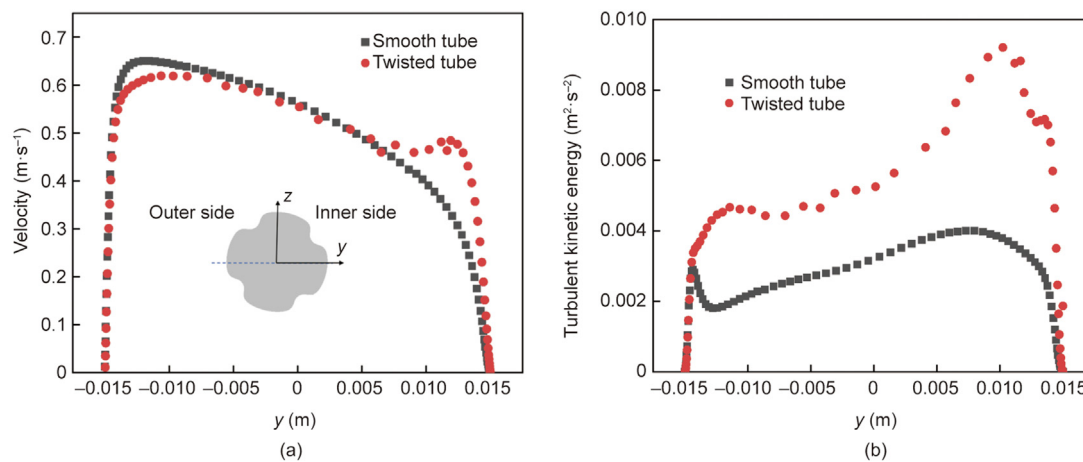 0.7
0.6
0.5
0.4
0.3
0.2
0.1
0
Velocity (m·s⁻¹)
Smooth tube
Twisted tube
Outer side
Inner side
z
y
−0.015 −0.010 −0.005 0 0.005 0.010 0.015
y (m)
(a)
0.010
0.008
0.006
0.004
0.002
0
Turbulent kinetic energy (m²·s⁻²)
Smooth tube
Twisted tube
−0.015 −0.010 −0.005 0 0.005 0.010 0.015
y (m)
(b)